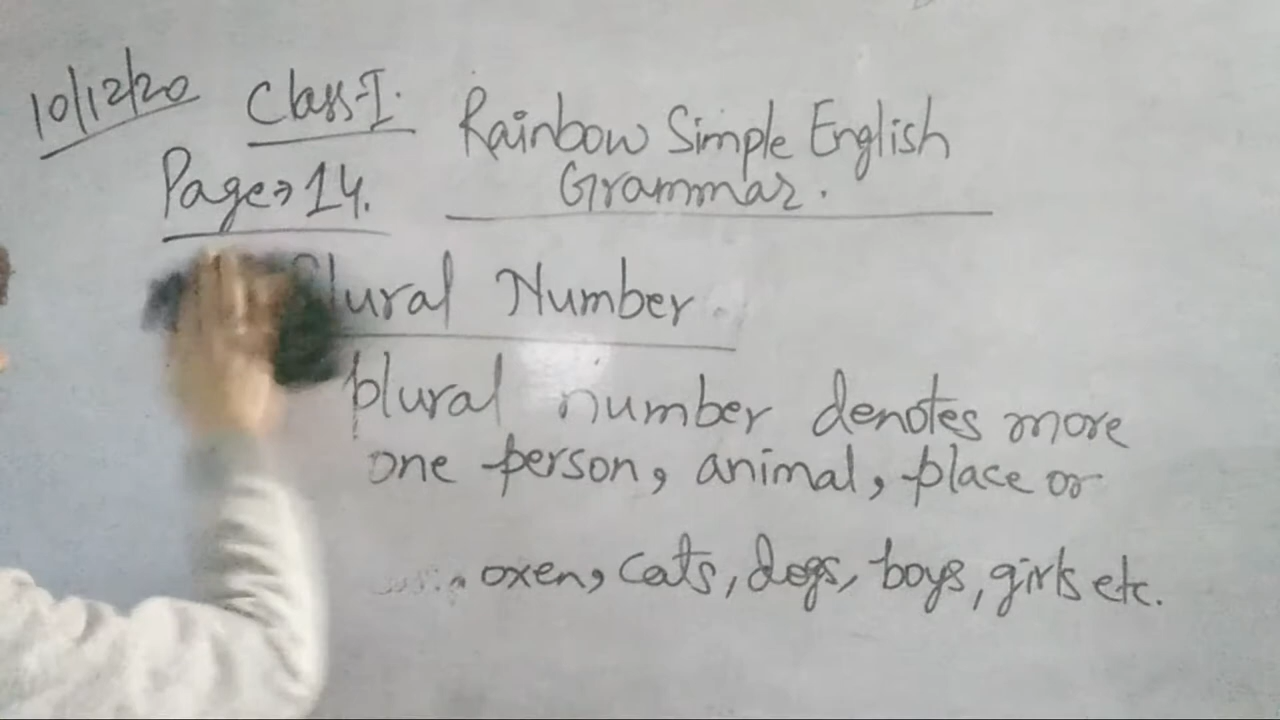 10/12/20 Class-I. Rainbow Simple English
Page→14. Grammar.
Plural Number.
plural number denotes more
one person, animal, place or
oxen, cats, dogs, boys, girls etc.